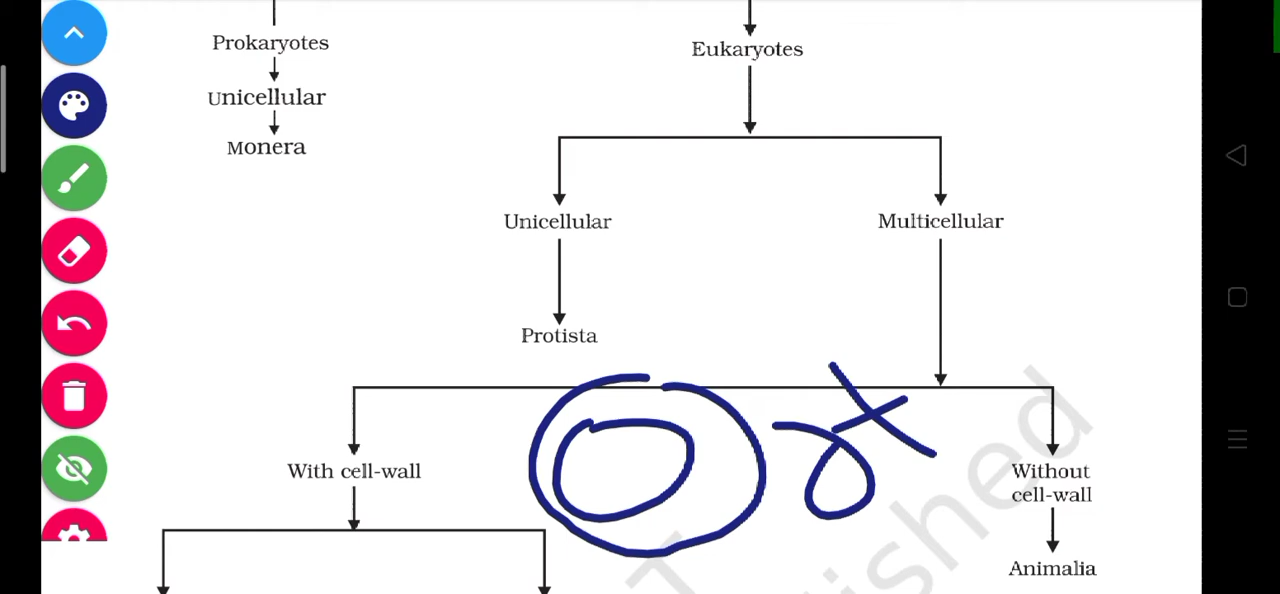 Prokaryotes
Eukaryotes
Unicellular
Monera
Unicellular
Multicellular
Protista
With cell-wall
Without
cell-wall
Animalia